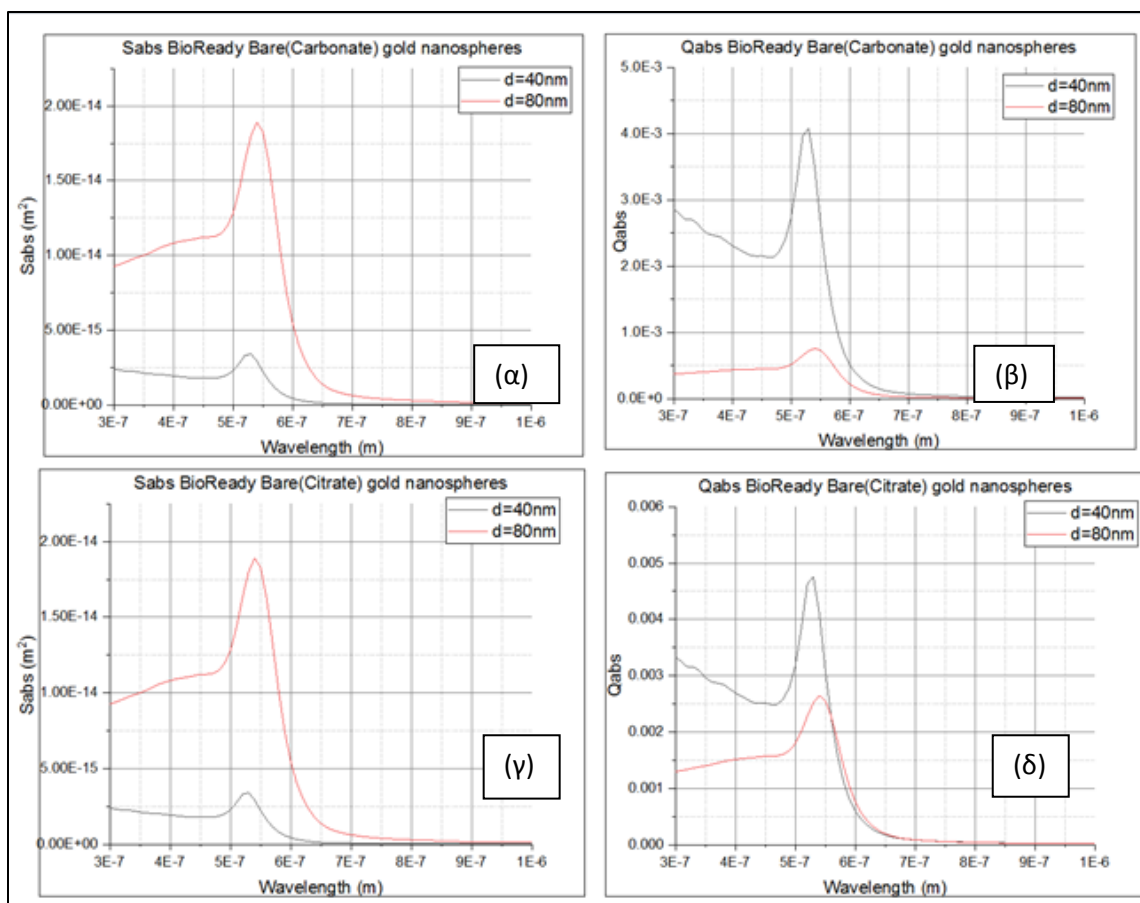 Sabs BioReady Bare(Carbonate) gold nanospheres
d=40nm
d=80nm
2.00E-14
1.50E-14
1.00E-14
5.00E-15
0.00E+00
Sabs (m²)
3E-7 4E-7 5E-7 6E-7 7E-7 8E-7 9E-7 1E-6
Wavelength (m)
(α)
Qabs BioReady Bare(Carbonate) gold nanospheres
d=40nm
d=80nm
5.0E-3
4.0E-3
3.0E-3
2.0E-3
1.0E-3
0.0E+0
Qabs
3E-7 4E-7 5E-7 6E-7 7E-7 8E-7 9E-7 1E-6
Wavelength (m)
(β)
Sabs BioReady Bare(Citrate) gold nanospheres
d=40nm
d=80nm
2.00E-14
1.50E-14
1.00E-14
5.00E-15
0.00E+00
Sabs (m²)
3E-7 4E-7 5E-7 6E-7 7E-7 8E-7 9E-7 1E-6
Wavelength (m)
(γ)
Qabs BioReady Bare(Citrate) gold nanospheres
d=40nm
d=80nm
0.006
0.005
0.004
0.003
0.002
0.001
0.000
Qabs
3E-7 4E-7 5E-7 6E-7 7E-7 8E-7 9E-7 1E-6
Wavelength (m)
(δ)